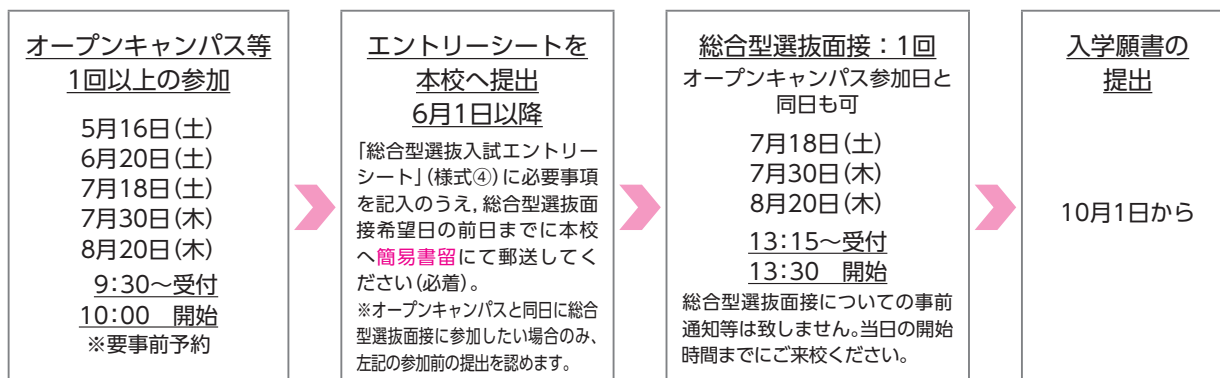 オープンキャンパス等
1回以上の参加
5月16日（土）
6月20日（土）
7月18日（土）
7月30日（木）
8月20日（木）
9：30～受付
10：00　開始
※要事前予約
エントリーシートを
本校へ提出
6月1日以降
「総合型選抜入試エントリー
シート」（様式④）に必要事項
を記入のうえ，総合型選抜面
接希望日の前日までに本校
へ簡易書留にて郵送してく
ださい（必着）。
※オープンキャンパスと同日に総合
型選抜面接に参加したい場合のみ、
左記の参加前の提出を認めます。
総合型選抜面接：1回
オープンキャンパス参加日と
同日も可
7月18日（土）
7月30日（木）
8月20日（木）
13：15～受付
13：30　開始
総合型選抜面接についての事前
通知等は致しません。当日の開始
時間までにご来校ください。
入学願書の
提出
10月1日から